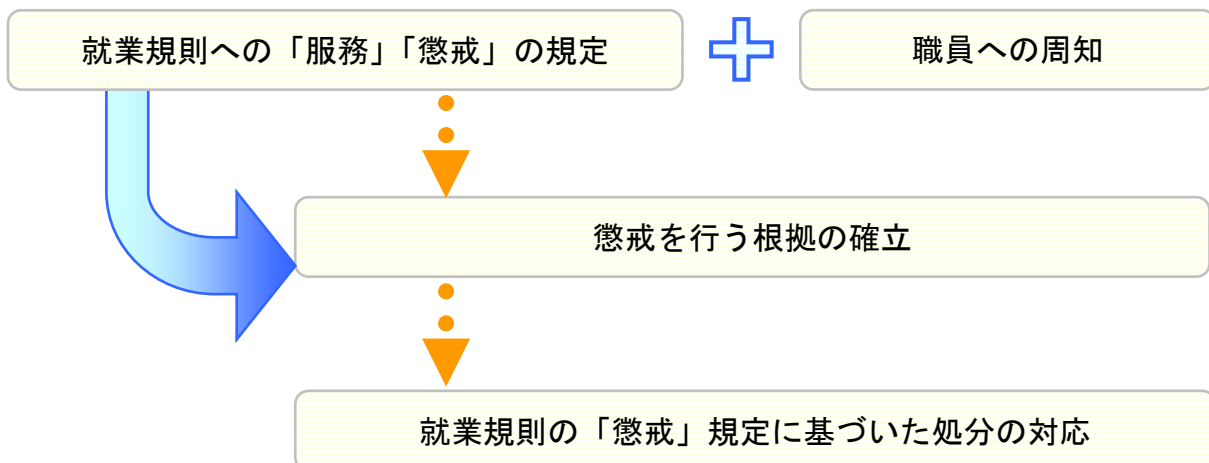 就業規則への「服務」「懲戒」の規定
職員への周知
懲戒を行う根拠の確立
就業規則の「懲戒」規定に基づいた処分の対応